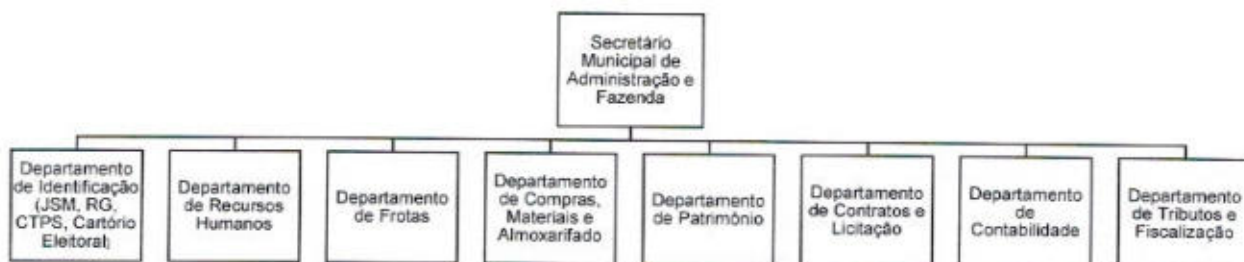 Secretário
Municipal de
Administração e
Fazenda
Departamento
de Identificação
(JSM, RG,
CTPS, Cartório
Eleitoral)
Departamento
de Recursos
Humanos
Departamento
de Frotas
Departamento
de Compras,
Materiais e
Almoxarifado
Departamento
de Patrimônio
Departamento
de Contratos e
Licitação
Departamento
de
Contabilidade
Departamento
de Tributos e
Fiscalização